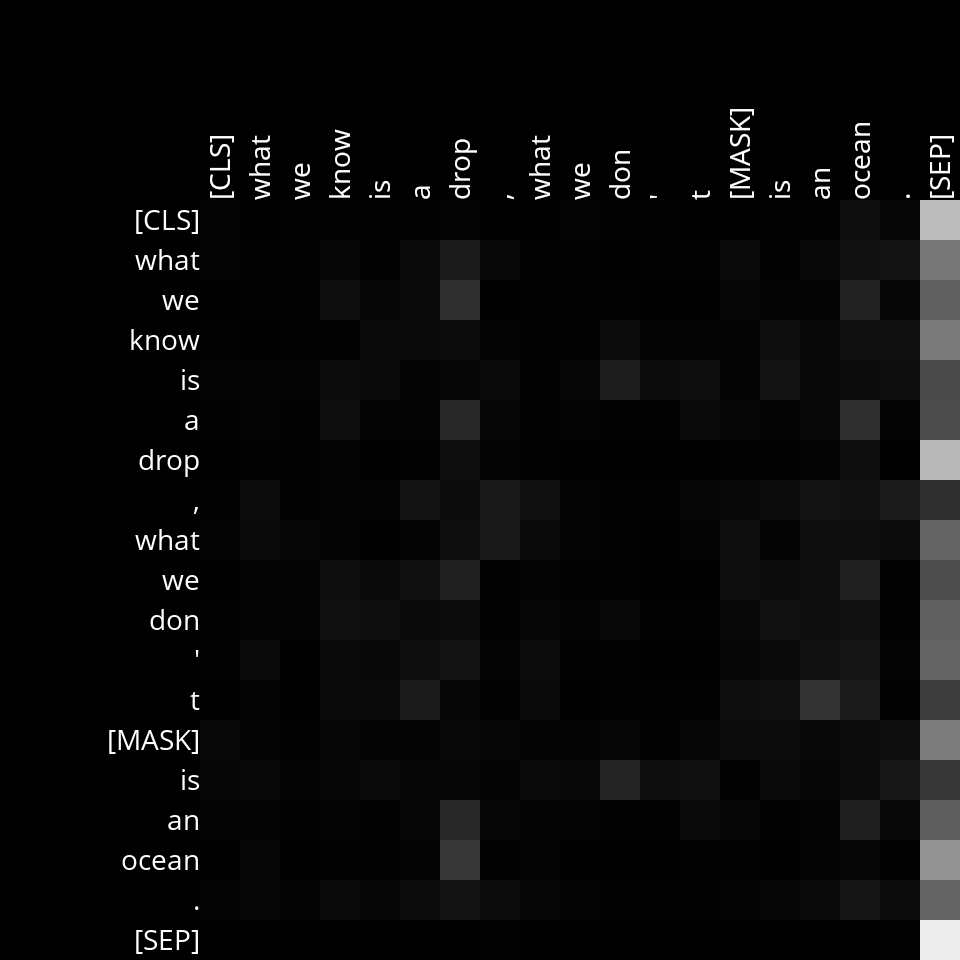 [CLS] what we know is a drop , what we don ' t [MASK] is an ocean . [SEP]
[CLS]
what
we
know
is
a
drop
,
what
we
don
'
t
[MASK]
is
an
ocean
.
[SEP]